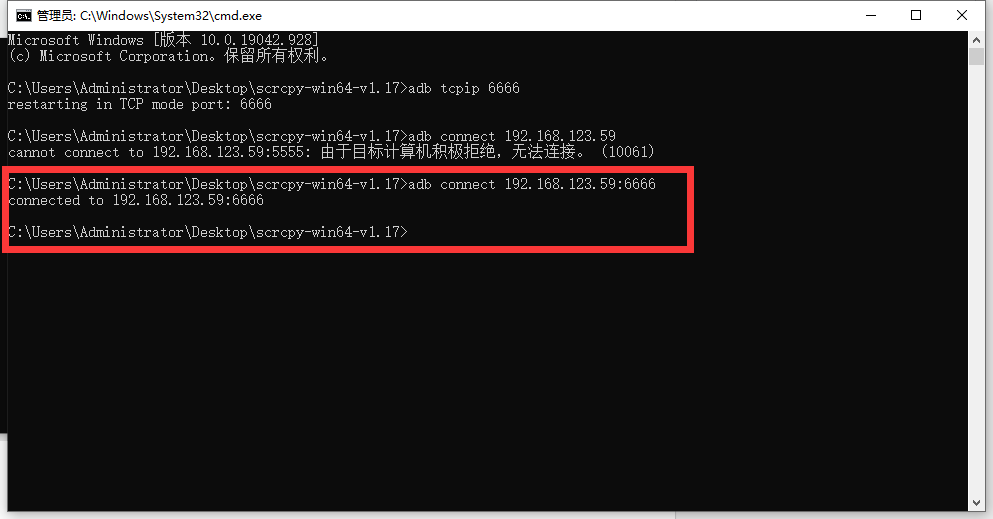 管理员: C:\Windows\System32\cmd.exe
Microsoft Windows [版本 10.0.19042.928]
(c) Microsoft Corporation。保留所有权利。
C:\Users\Administrator\Desktop\scrcpy-win64-v1.17>adb tcpip 6666
restarting in TCP mode port: 6666
C:\Users\Administrator\Desktop\scrcpy-win64-v1.17>adb connect 192.168.123.59
cannot connect to 192.168.123.59:5555: 由于目标计算机积极拒绝，无法连接。 (10061)
C:\Users\Administrator\Desktop\scrcpy-win64-v1.17>adb connect 192.168.123.59:6666
connected to 192.168.123.59:6666
C:\Users\Administrator\Desktop\scrcpy-win64-v1.17>